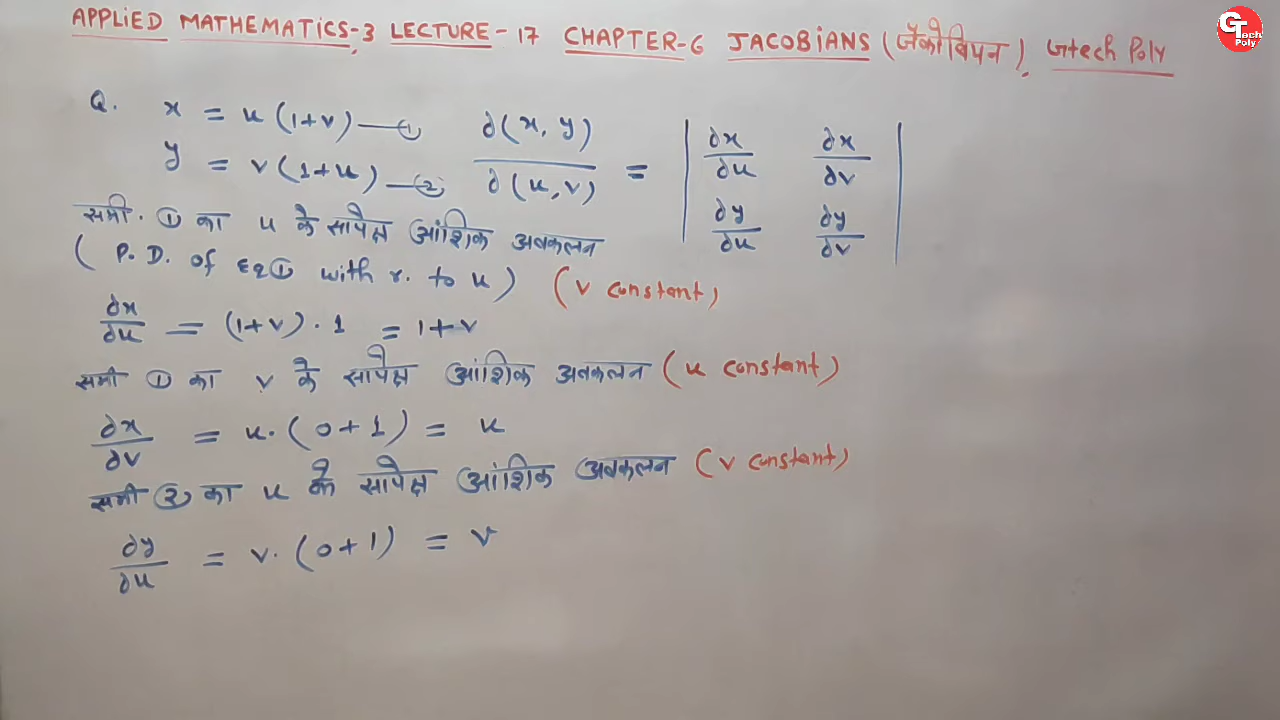 APPLIED MATHEMATICS-3 LECTURE-17 CHAPTER-6 JACOBIANS (जैकोबियन), Gtech Poly
GTech Poly
Q. x = u(1+v) —①
y = v(1+u) —②
∂(x, y) / ∂(u, v) = | ∂x/∂u ∂x/∂v |
| ∂y/∂u ∂y/∂v |
समी. ① का u के सापेक्ष आंशिक अवकलन
( P. D. of Eq① with r. to u ) (v constant)
∂x/∂u = (1+v) · 1 = 1+v
समी ① का v के सापेक्ष आंशिक अवकलन (u constant)
∂x/∂v = u · (0+1) = u
समी ② का u के सापेक्ष आंशिक अवकलन (v constant)
∂y/∂u = v · (0+1) = v